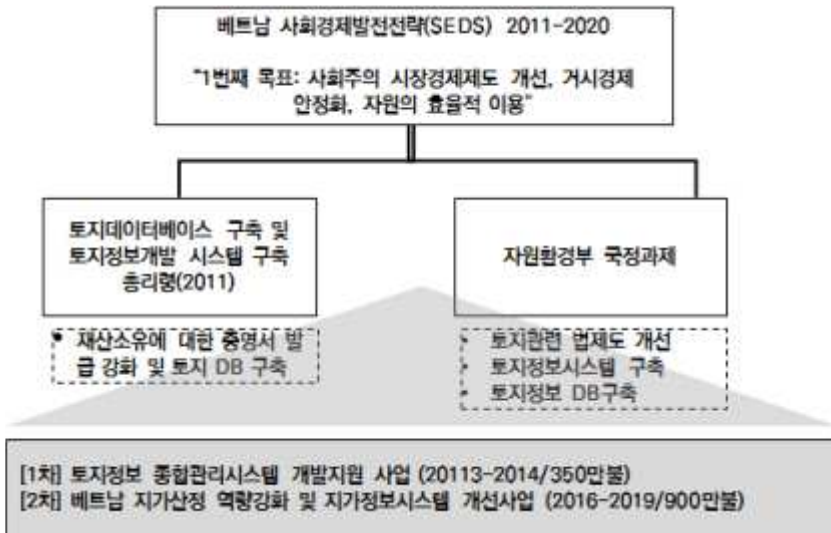 베트남 사회경제발전전략(SEDS) 2011-2020
"1번째 목표: 사회주의 시장경제제도 개선, 거시경제
안정화, 자원의 효율적 이용"
토지데이터베이스 구축 및
토지정보개발 시스템 구축
총리령(2011)
자원환경부 국정과제
• 재산소유에 대한 증명서 발
급 강화 및 토지 DB 구축
• 토지관련 법제도 개선
• 토지정보시스템 구축
• 토지정보 DB구축
[1차] 토지정보 종합관리시스템 개발지원 사업 (20113-2014/350만불)
[2차] 베트남 지가산정 역량강화 및 지가정보시스템 개선사업 (2016-2019/900만불)